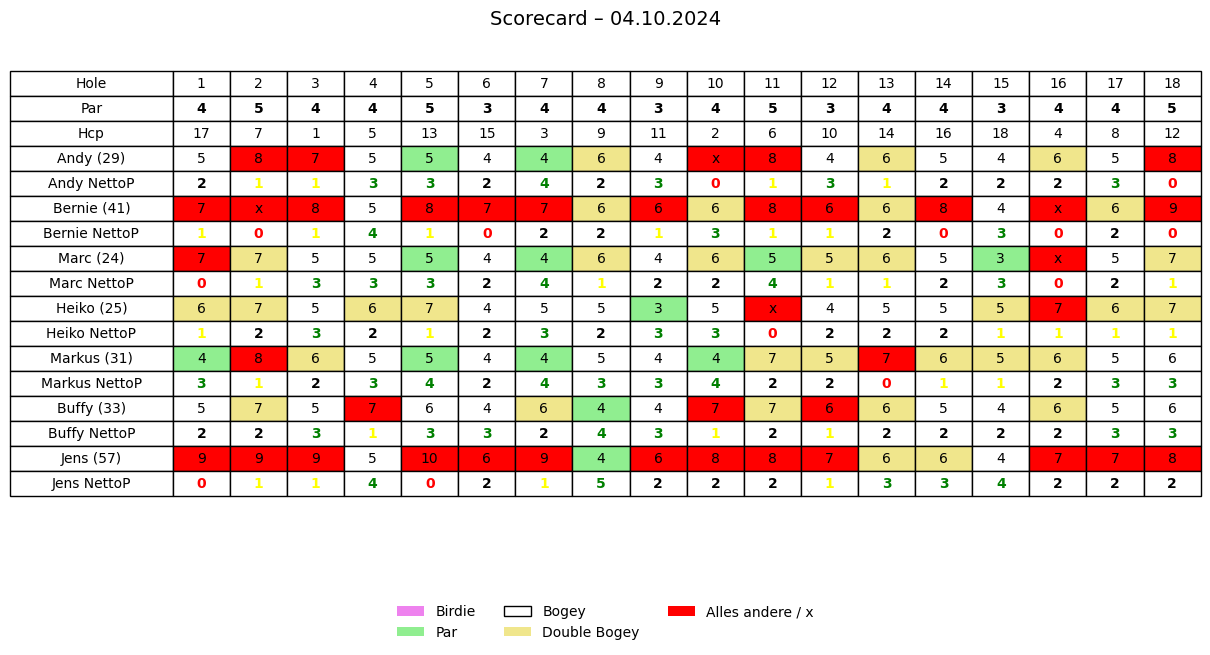 Scorecard – 04.10.2024
Hole 1 2 3 4 5 6 7 8 9 10 11 12 13 14 15 16 17 18
Par 4 5 4 4 5 3 4 4 3 4 5 3 4 4 3 4 4 5
Hcp 17 7 1 5 13 15 3 9 11 2 6 10 14 16 18 4 8 12
Andy (29) 5 8 7 5 5 4 4 6 4 x 8 4 6 5 4 6 5 8
Andy NettoP 2 1 1 3 3 2 4 2 3 0 1 3 1 2 2 2 3 0
Bernie (41) 7 x 8 5 8 7 7 6 6 6 8 6 6 8 4 x 6 9
Bernie NettoP 1 0 1 4 1 0 2 2 1 3 1 1 2 0 3 0 2 0
Marc (24) 7 7 5 5 5 4 4 6 4 6 5 5 6 5 3 x 5 7
Marc NettoP 0 1 3 3 3 2 4 1 2 2 4 1 1 2 3 0 2 1
Heiko (25) 6 7 5 6 7 4 5 5 3 5 x 4 5 5 5 7 6 7
Heiko NettoP 1 2 3 2 1 2 3 2 3 3 0 2 2 2 1 1 1 1
Markus (31) 4 8 6 5 5 4 4 5 4 4 7 5 7 6 5 6 5 6
Markus NettoP 3 1 2 3 4 2 4 3 3 4 2 2 0 1 1 2 3 3
Buffy (33) 5 7 5 7 6 4 6 4 4 7 7 6 6 5 4 6 5 6
Buffy NettoP 2 2 3 1 3 3 2 4 3 1 2 1 2 2 2 2 3 3
Jens (57) 9 9 9 5 10 6 9 4 6 8 8 7 6 6 4 7 7 8
Jens NettoP 0 1 1 4 0 2 1 5 2 2 2 1 3 3 4 2 2 2
Birdie Bogey Alles andere / x
Par Double Bogey